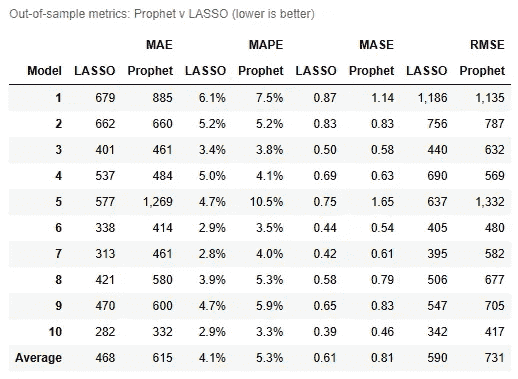 Out-of-sample metrics: Prophet v LASSO (lower is better)
MAE MAPE MASE RMSE
Model LASSO Prophet LASSO Prophet LASSO Prophet LASSO Prophet
1 679 885 6.1% 7.5% 0.87 1.14 1,186 1,135
2 662 660 5.2% 5.2% 0.83 0.83 756 787
3 401 461 3.4% 3.8% 0.50 0.58 440 632
4 537 484 5.0% 4.1% 0.69 0.63 690 569
5 577 1,269 4.7% 10.5% 0.75 1.65 637 1,332
6 338 414 2.9% 3.5% 0.44 0.54 405 480
7 313 461 2.8% 4.0% 0.42 0.61 395 582
8 421 580 3.9% 5.3% 0.58 0.79 506 677
9 470 600 4.7% 5.9% 0.65 0.83 547 705
10 282 332 2.9% 3.3% 0.39 0.46 342 417
Average 468 615 4.1% 5.3% 0.61 0.81 590 731